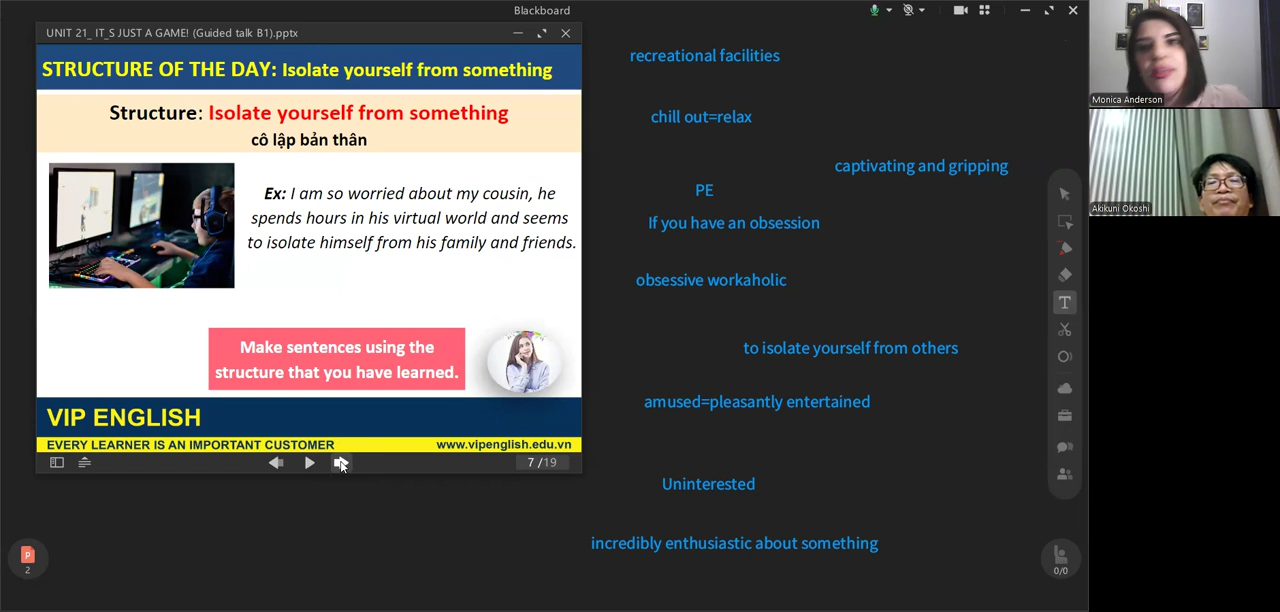 Blackboard
UNIT 21_ IT_S JUST A GAME! (Guided talk B1).pptx
STRUCTURE OF THE DAY: Isolate yourself from something
Structure: Isolate yourself from something
cô lập bản thân
Ex: I am so worried about my cousin, he
spends hours in his virtual world and seems
to isolate himself from his family and friends.
Make sentences using the
structure that you have learned.
VIP ENGLISH
EVERY LEARNER IS AN IMPORTANT CUSTOMER
www.vipenglish.edu.vn
7 /19
recreational facilities
chill out=relax
captivating and gripping
PE
If you have an obsession
obsessive workaholic
to isolate yourself from others
amused=pleasantly entertained
Uninterested
incredibly enthusiastic about something
P
2
T
0/0
Monica Anderson
Akikuni Okoshi